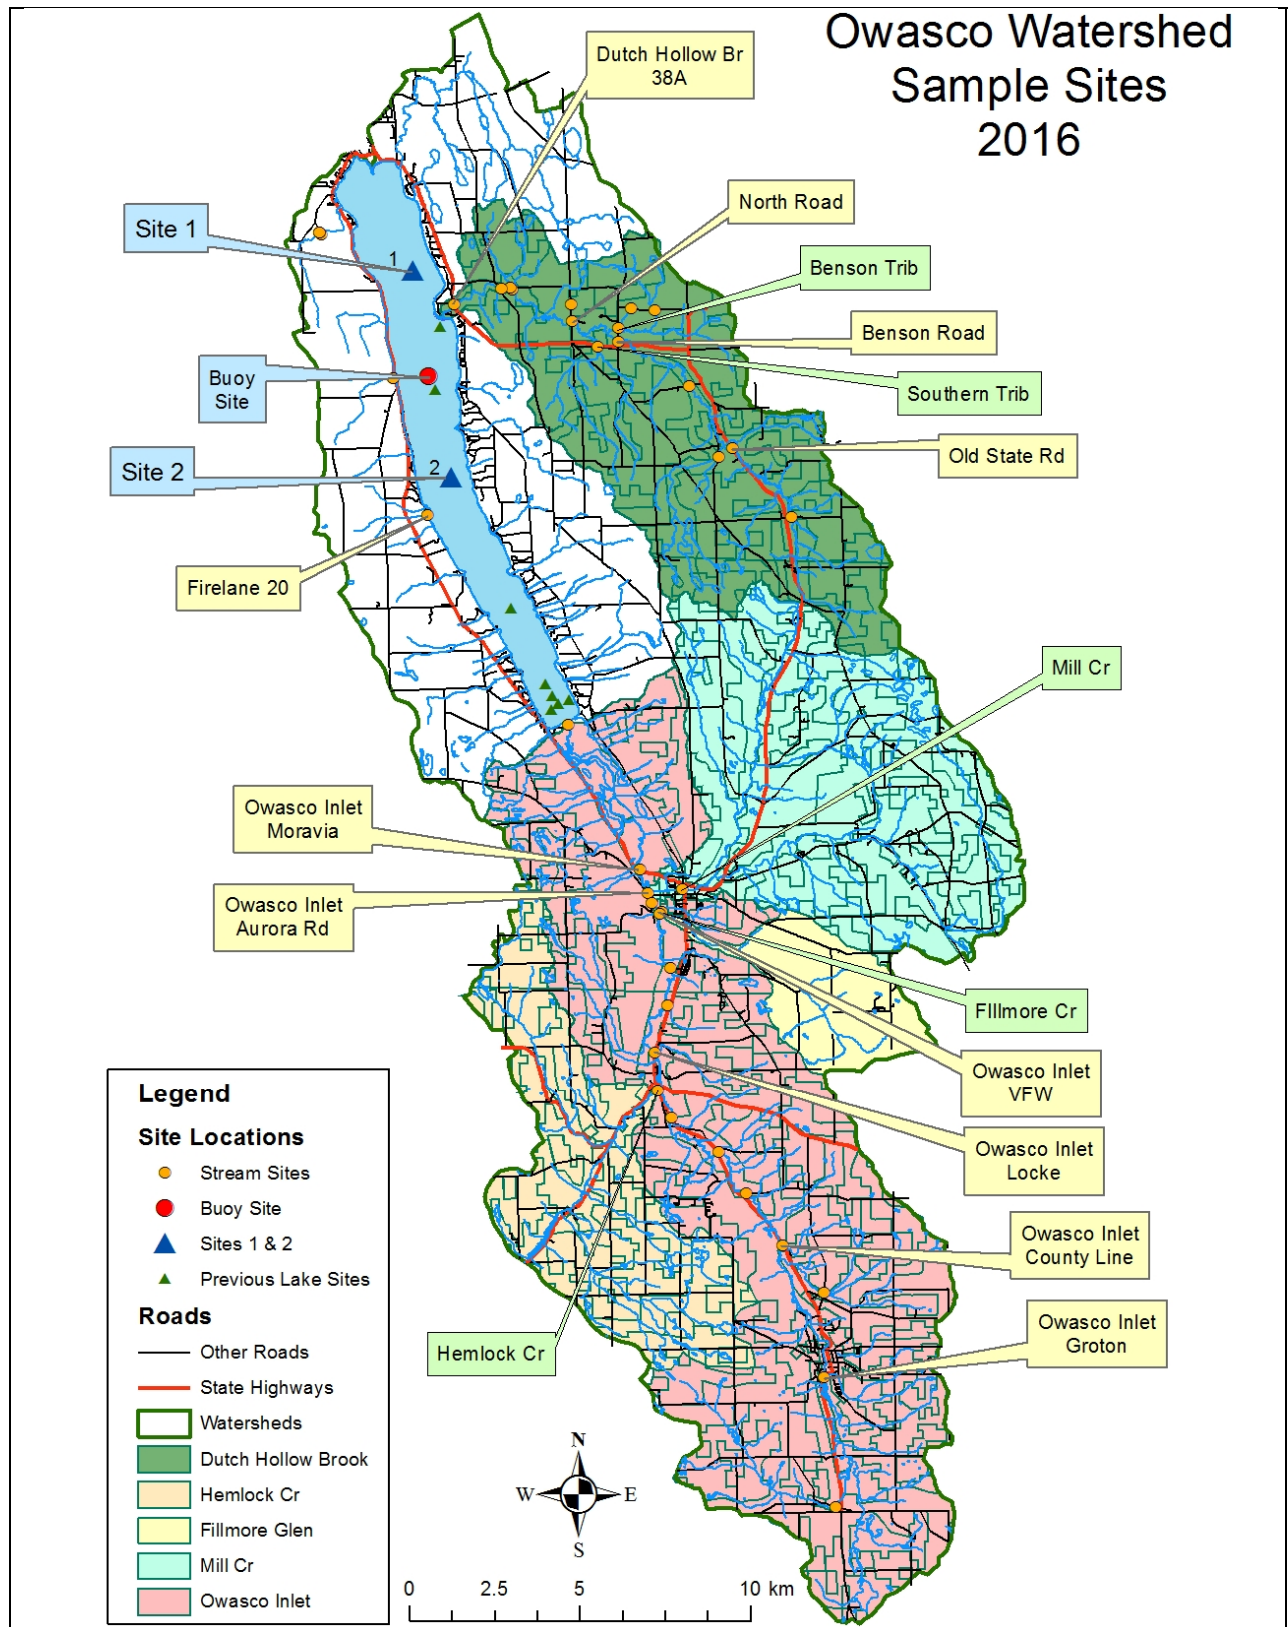 Owasco Watershed
Sample Sites
2016
Dutch Hollow Br
38A
North Road
Site 1
1
Benson Trib
Benson Road
Buoy
Site
Southern Trib
Site 2
2
Old State Rd
Firelane 20
Mill Cr
Owasco Inlet
Moravia
Owasco Inlet
Aurora Rd
FIllmore Cr
Owasco Inlet
VFW
Owasco Inlet
Locke
Owasco Inlet
County Line
Owasco Inlet
Groton
Hemlock Cr
Legend
Site Locations
Stream Sites
Buoy Site
Sites 1 & 2
Previous Lake Sites
Roads
Other Roads
State Highways
Watersheds
Dutch Hollow Brook
Hemlock Cr
Fillmore Glen
Mill Cr
Owasco Inlet
N
W E
S
0 2.5 5 10 km